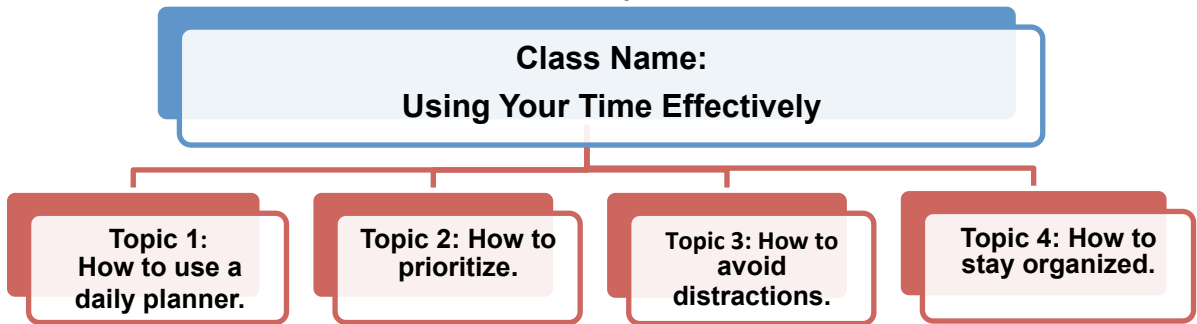 Class Name:
Using Your Time Effectively
Topic 1:
How to use a
daily planner.
Topic 2: How to
prioritize.
Topic 3: How to
avoid
distractions.
Topic 4: How to
stay organized.